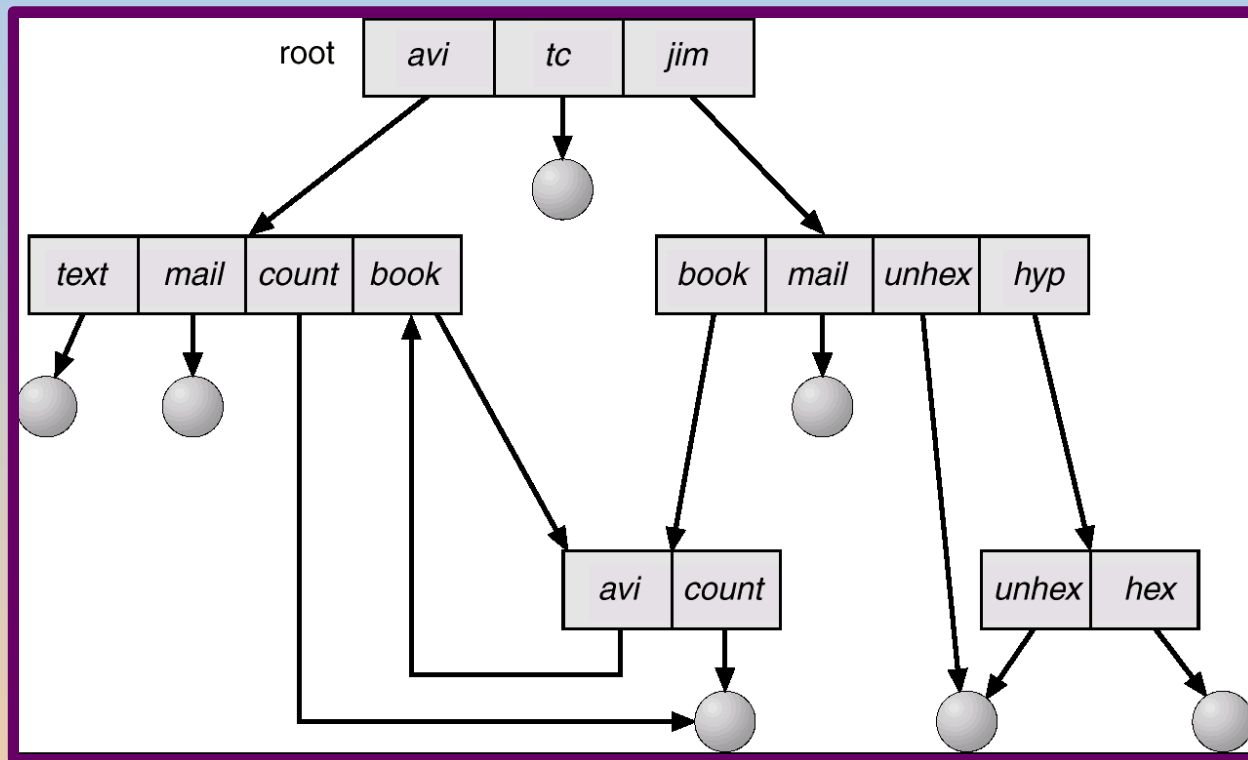 root avi tc jim
text mail count book book mail unhex hyp
avi count unhex hex